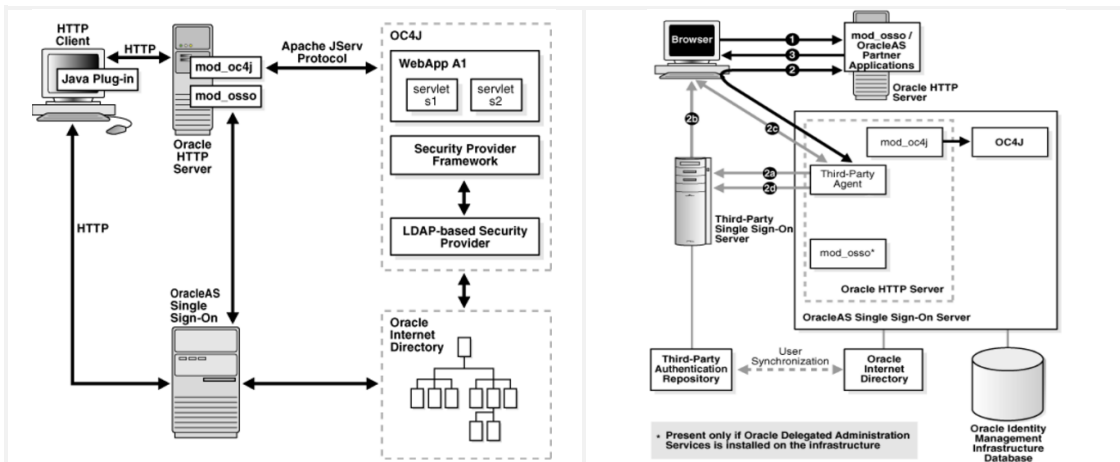 HTTP
Client
HTTP
Java Plug-in
mod_oc4j
mod_osso
Oracle
HTTP
Server
Apache JServ
Protocol
OC4J
WebApp A1
servlet
s1
servlet
s2
Security Provider
Framework
LDAP-based Security
Provider
HTTP
OracleAS
Single
Sign-On
Oracle
Internet
Directory
Browser
1
3
2
mod_osso /
OracleAS
Partner
Applications
Oracle HTTP
Server
2b
2c
mod_oc4j
OC4J
2a
2d
Third-Party
Agent
Third-Party
Single Sign-On
Server
mod_osso*
Oracle HTTP Server
OracleAS Single Sign-On Server
Third-Party
Authentication
Repository
User
Synchronization
Oracle
Internet
Directory
Oracle Identity
Management
Infrastructure
Database
* Present only if Oracle Delegated Administration
Services is installed on the infrastructure